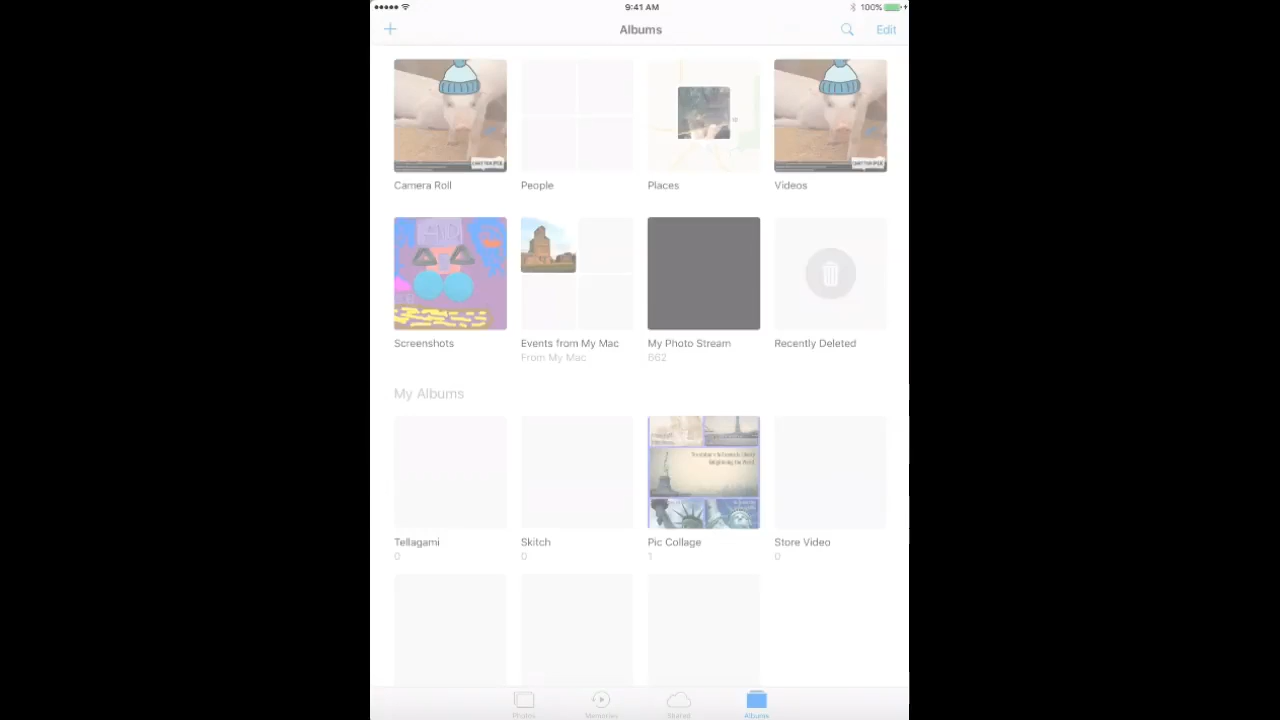 9:41 AM
100%
Albums
Edit
Camera Roll
People
Places
Videos
Screenshots
Events from My Mac
From My Mac
My Photo Stream
662
Recently Deleted
My Albums
Tellagami
0
Skitch
0
Pic Collage
1
Store Video
0
Photos
Memories
Shared
Albums